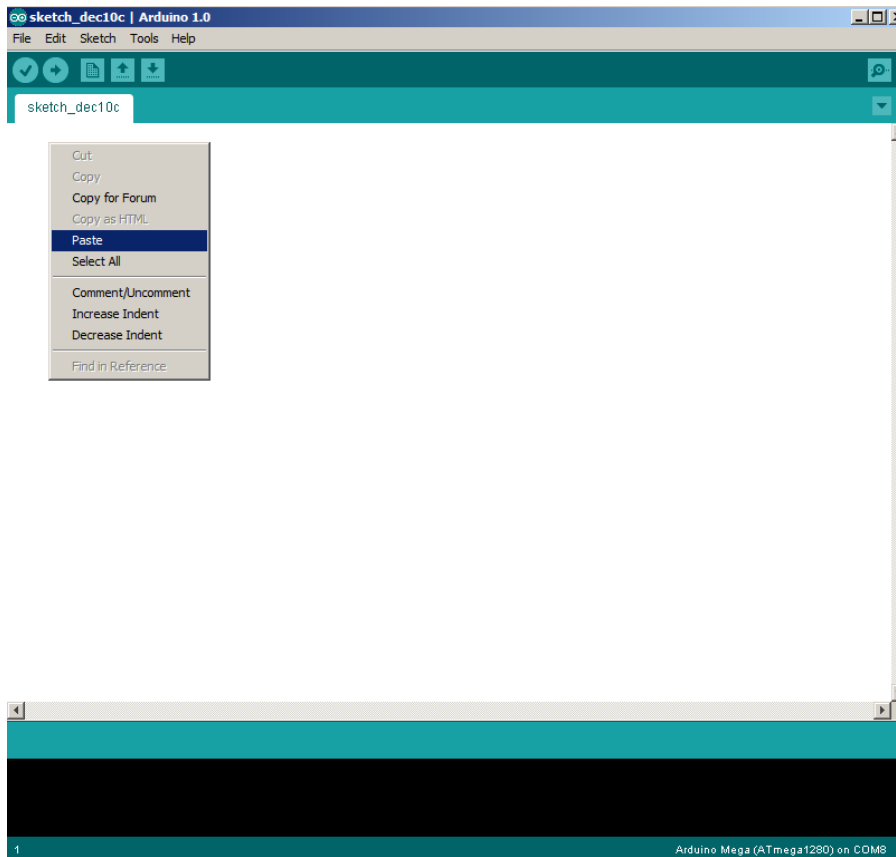 sketch_dec10c | Arduino 1.0
File Edit Sketch Tools Help
sketch_dec10c
Cut
Copy
Copy for Forum
Copy as HTML
Paste
Select All
Comment/Uncomment
Increase Indent
Decrease Indent
Find in Reference
1 Arduino Mega (ATmega1280) on COM8